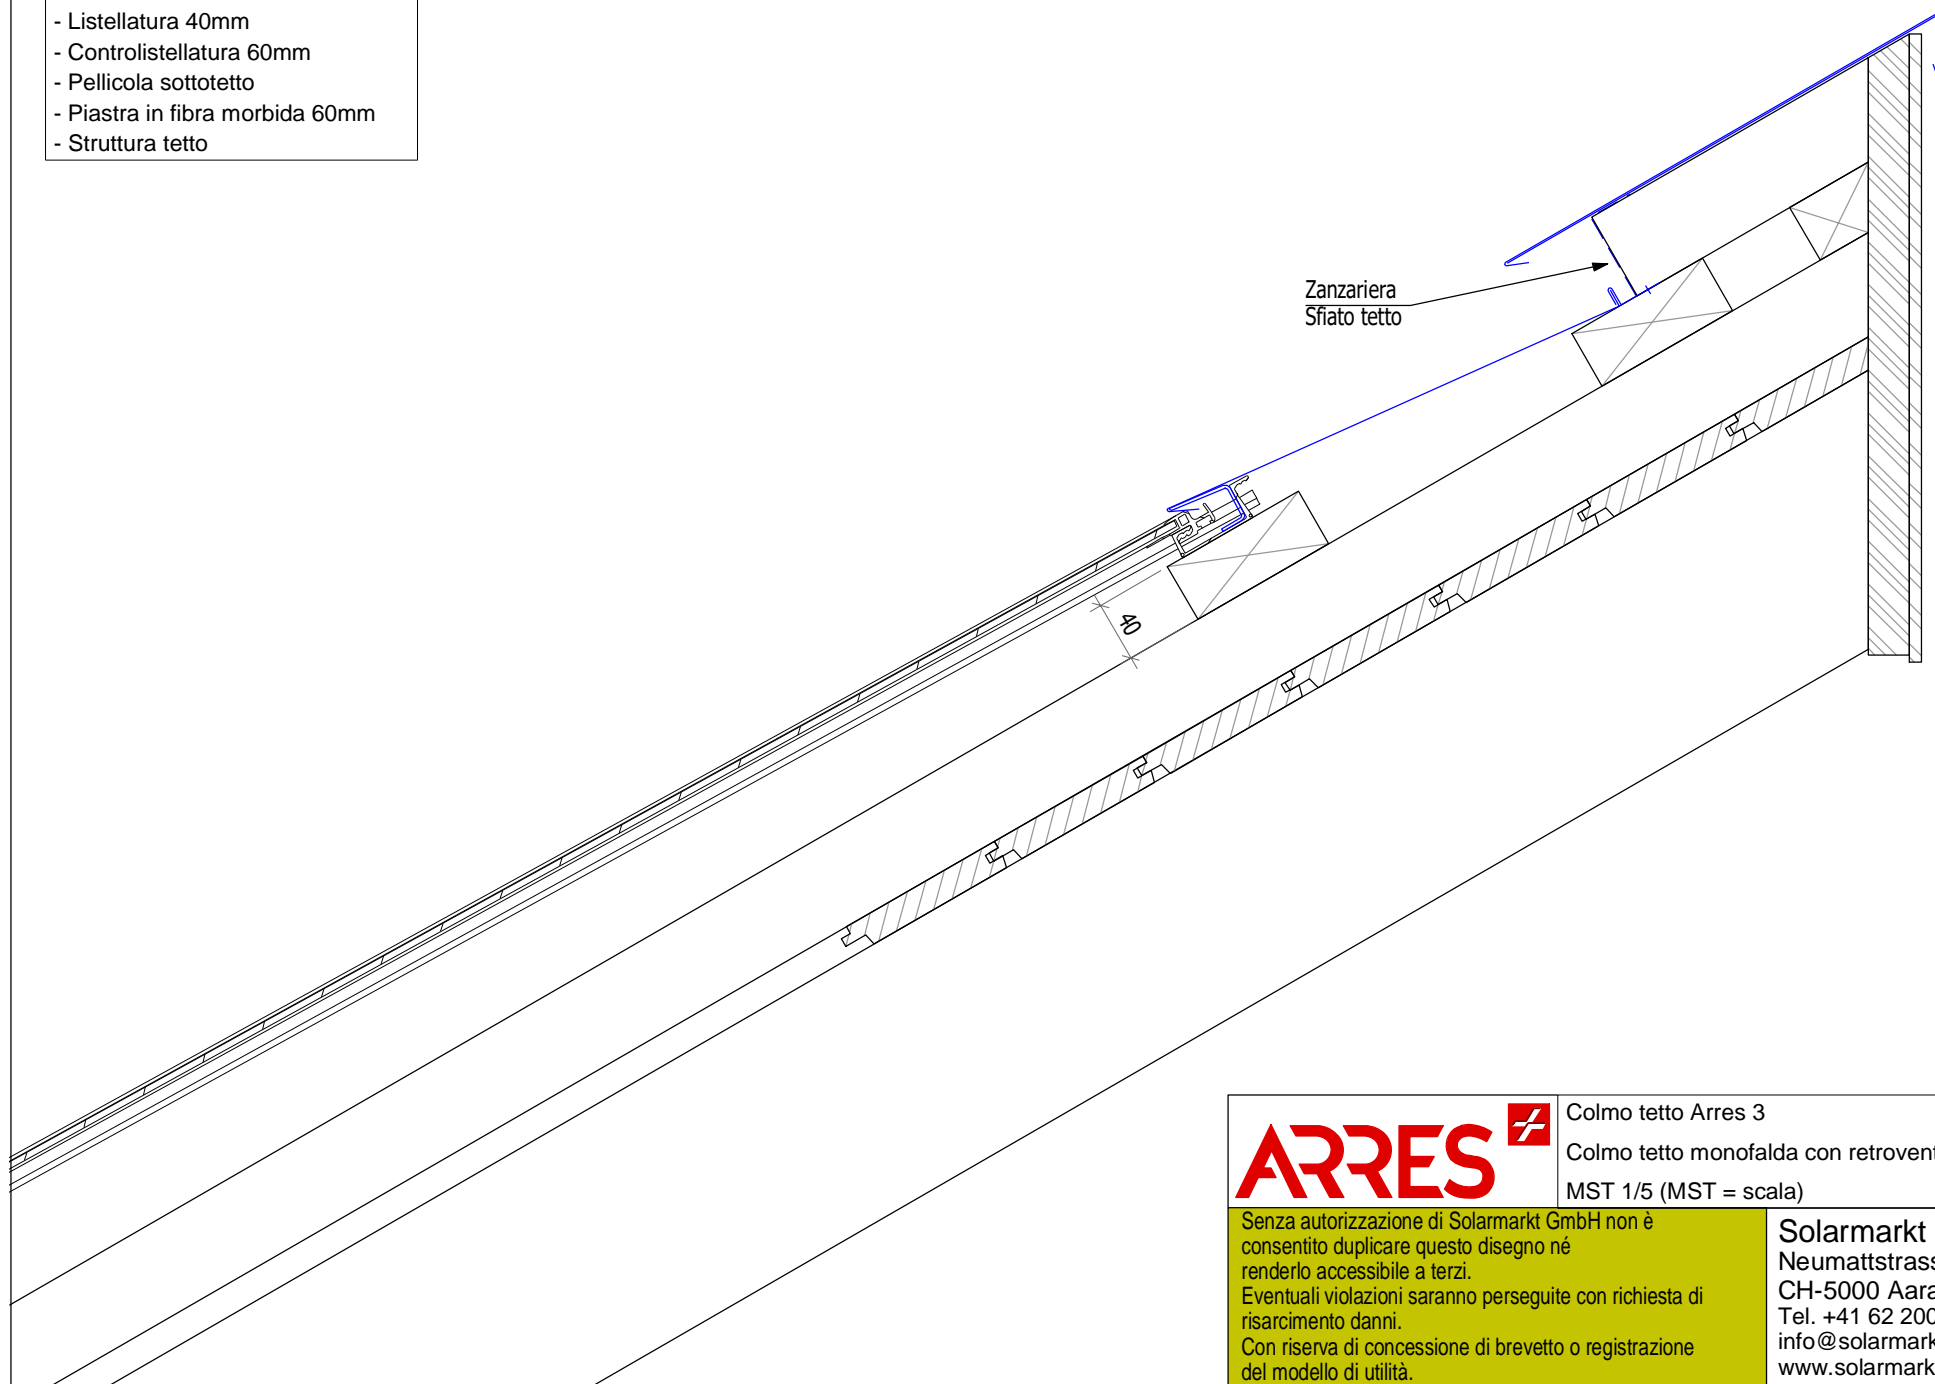 - Listellatura 40mm
- Controlistellatura 60mm
- Pellicola sottotetto
- Piastra in fibra morbida 60mm
- Struttura tetto
Zanzariera
Sfiato tetto
40
ARRES
Colmo tetto Arres 3
Colmo tetto monofalda con retrovent
MST 1/5 (MST = scala)
Senza autorizzazione di Solarmarkt GmbH non è
consentito duplicare questo disegno né
renderlo accessibile a terzi.
Eventuali violazioni saranno perseguite con richiesta di
risarcimento danni.
Con riserva di concessione di brevetto o registrazione
del modello di utilità.
Solarmarkt
Neumattstrass
CH-5000 Aara
Tel. +41 62 200
info@solarmark
www.solarmark